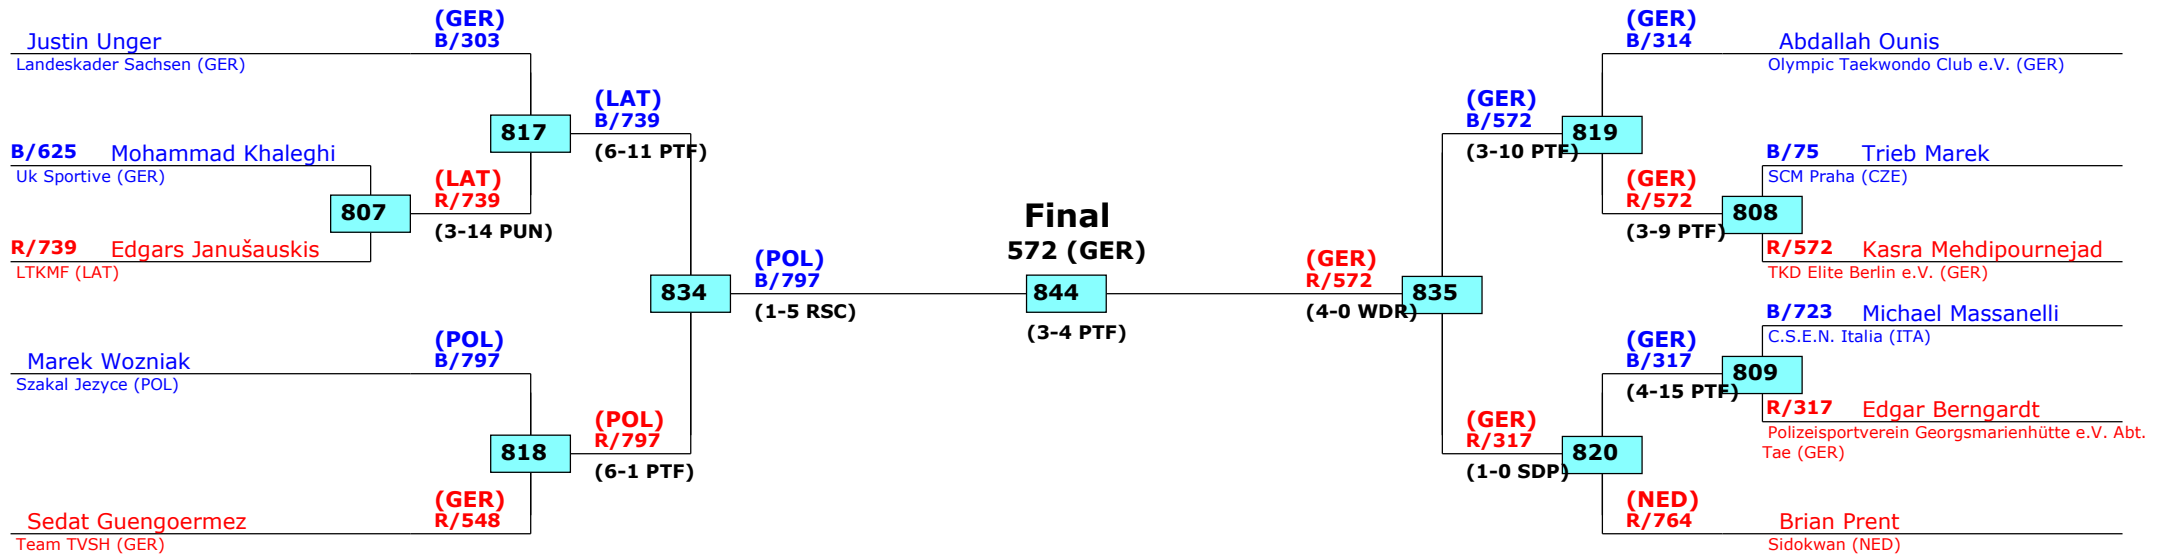 (GER)
B/303
Justin Unger
Landeskader Sachsen (GER)
B/625 Mohammad Khaleghi
Uk Sportive (GER)
807
R/739 Edgars Janušauskis
LTKMF (LAT)
(LAT)
R/739
(3-14 PUN)
817
(LAT)
B/739
(6-11 PTF)
(POL)
B/797
Marek Wozniak
Szakal Jezyce (POL)
818
(GER)
R/548
Sedat Guengoermez
Team TVSH (GER)
(POL)
R/797
(6-1 PTF)
834
(POL)
B/797
(1-5 RSC)
Final
572 (GER)
844
(3-4 PTF)
(GER)
R/572
(4-0 WDR)
835
(GER)
B/572
(3-10 PTF)
819
(GER)
B/314
Abdallah Ounis
Olympic Taekwondo Club e.V. (GER)
(GER)
R/572
(3-9 PTF)
808
B/75 Trieb Marek
SCM Praha (CZE)
R/572 Kasra Mehdipournejad
TKD Elite Berlin e.V. (GER)
(GER)
R/317
(1-0 SDP)
820
(GER)
B/317
(4-15 PTF)
809
B/723 Michael Massanelli
C.S.E.N. Italia (ITA)
R/317 Edgar Berngardt
Polizeisportverein Georgsmarienhütte e.V. Abt.
Tae (GER)
(NED)
R/764
Brian Prent
Sidokwan (NED)